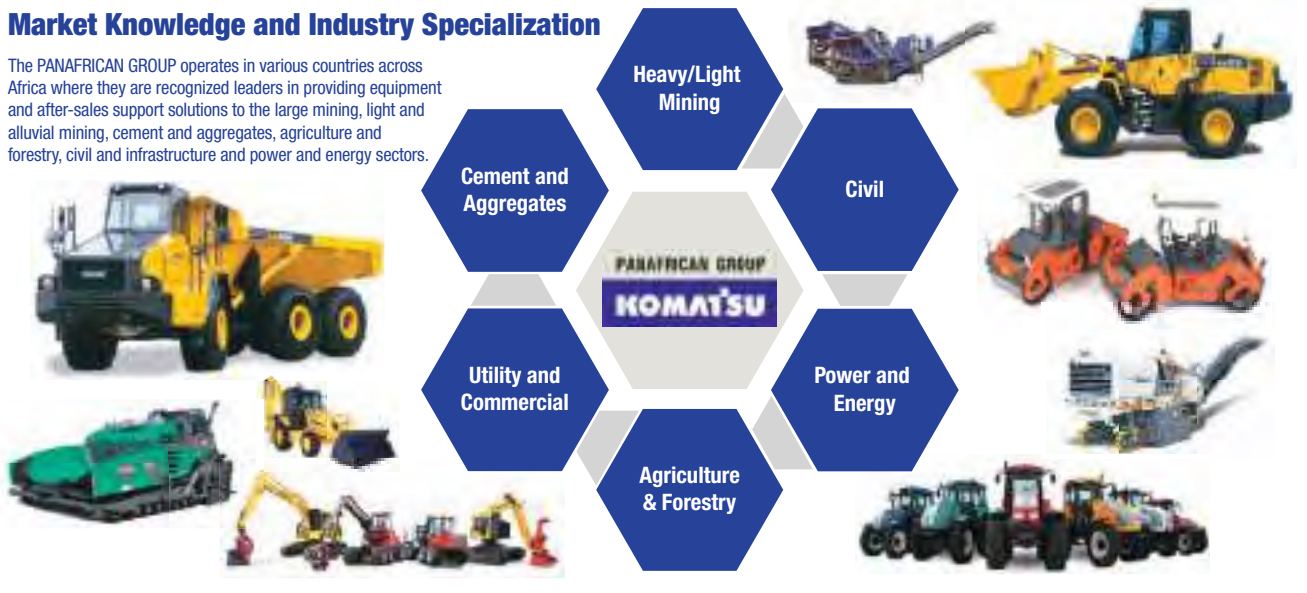 Market Knowledge and Industry Specialization
The PANAFRICAN GROUP operates in various countries across
Africa where they are recognized leaders in providing equipment
and after-sales support solutions to the large mining, light and
alluvial mining, cement and aggregates, agriculture and
forestry, civil and infrastructure and power and energy sectors.
Heavy/Light
Mining
Cement and
Aggregates
Civil
PANAFRICAN GROUP
KOMATSU
Utility and
Commercial
Power and
Energy
Agriculture
& Forestry